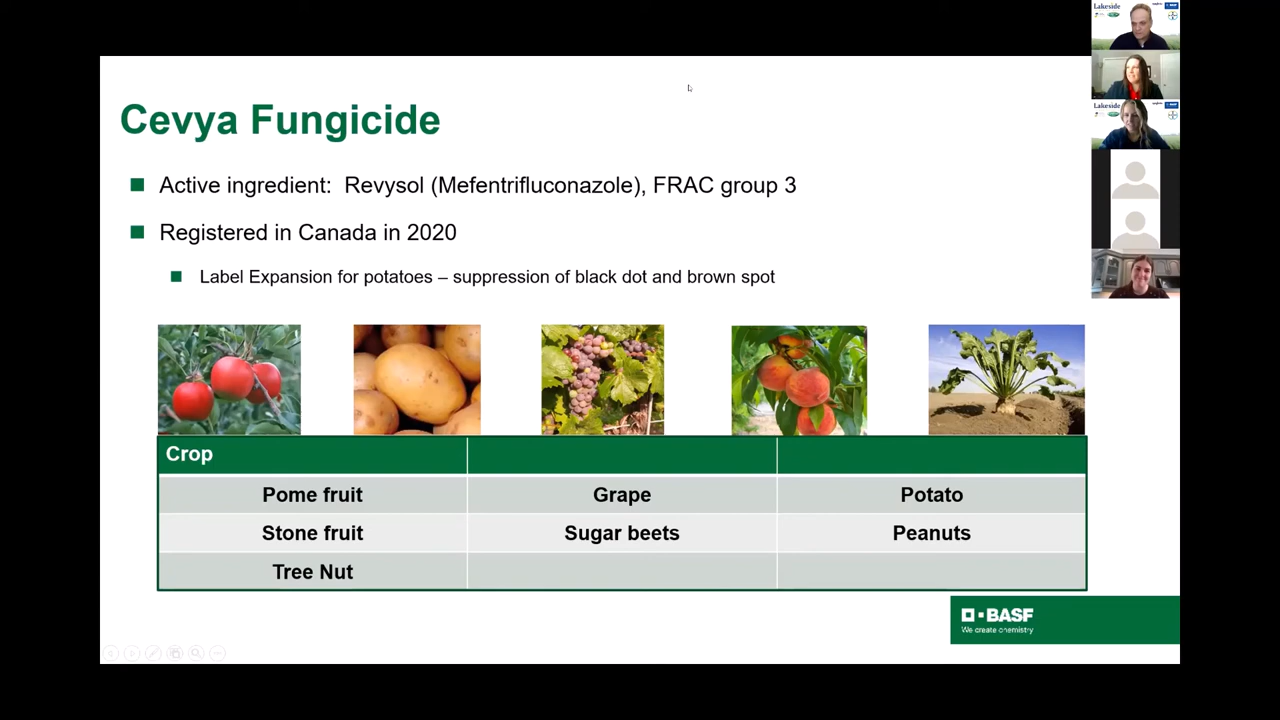 Cevya Fungicide
Active ingredient: Revysol (Mefentrifluconazole), FRAC group 3
Registered in Canada in 2020
Label Expansion for potatoes – suppression of black dot and brown spot
Crop
Pome fruit Grape Potato
Stone fruit Sugar beets Peanuts
Tree Nut
BASF
We create chemistry
Lakeside
Lakeside